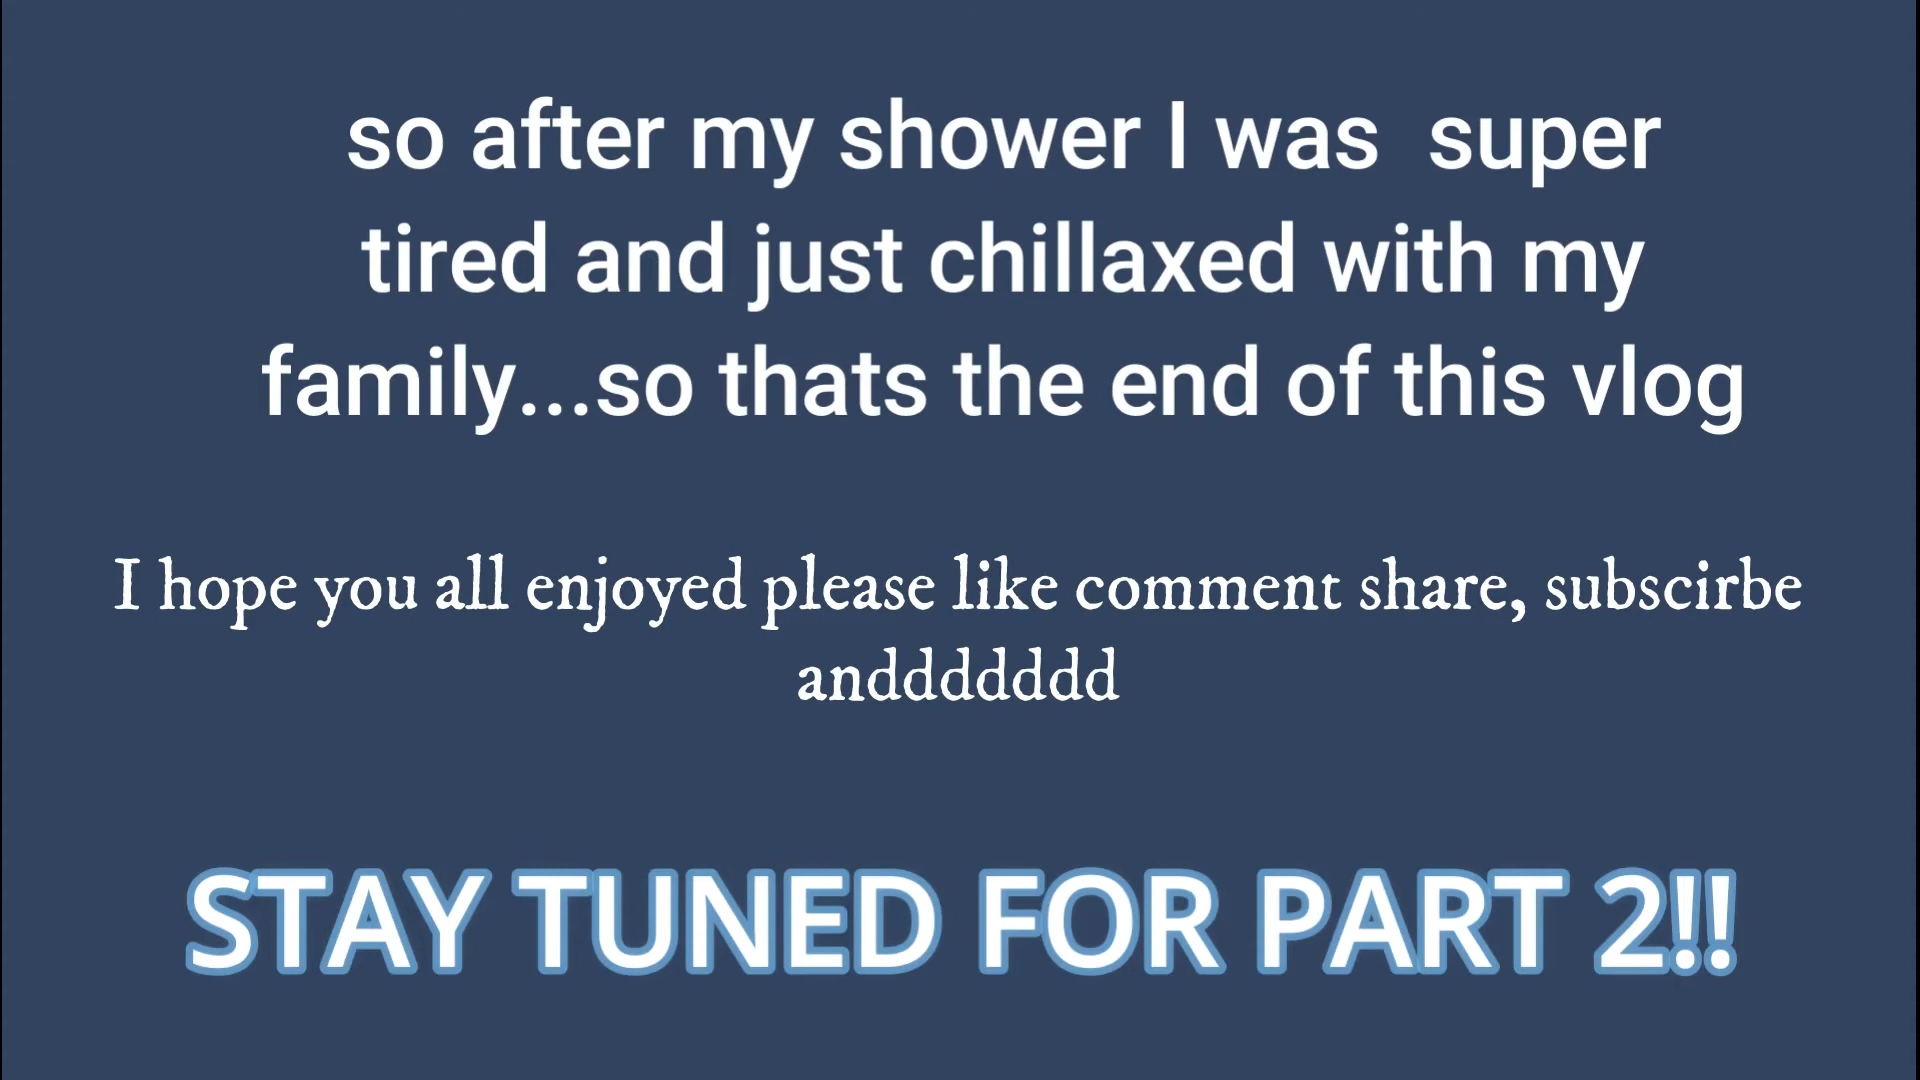 so after my shower I was  super
tired and just chillaxed with my
family...so thats the end of this vlog
I hope you all enjoyed please like comment share, subscirbe
anddddddd
STAY TUNED FOR PART 2!!